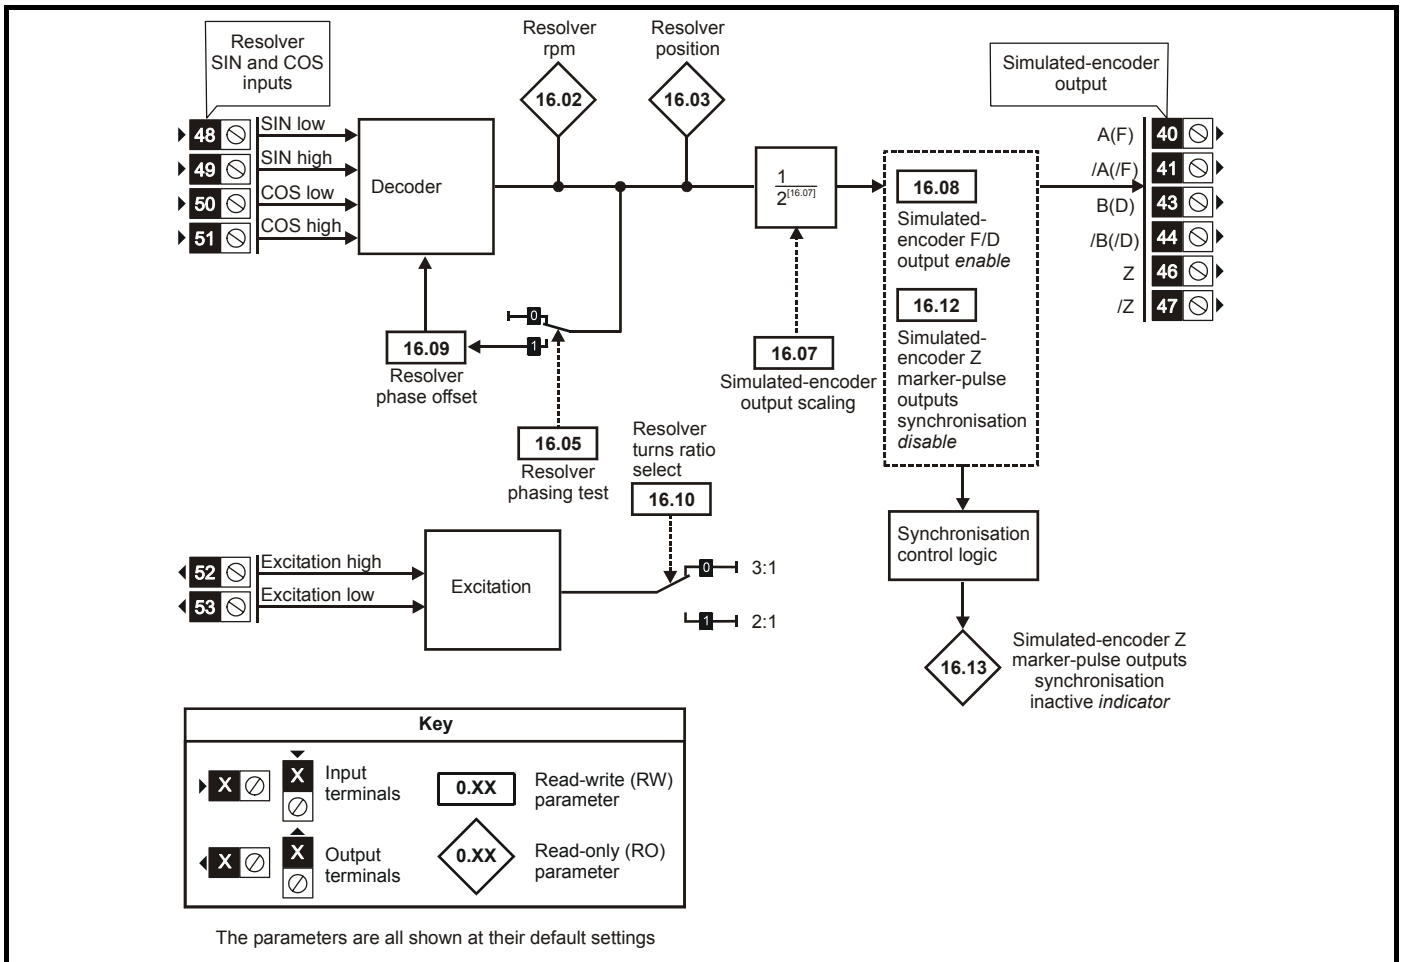 Resolver
SIN and COS
inputs
48
SIN low
49
SIN high
50
COS low
51
COS high
Decoder
Resolver
rpm
16.02
Resolver
position
16.03
1
2[16.07]
16.07
Simulated-encoder
output scaling
16.08
Simulated-
encoder F/D
output enable
16.12
Simulated-
encoder Z
marker-pulse
outputs
synchronisation
disable
Simulated-encoder
output
A(F)
40
/A(/F)
41
B(D)
43
/B(/D)
44
Z
46
/Z
47
0
1
16.09
Resolver
phase offset
16.05
Resolver
phasing test
Resolver
turns ratio
select
16.10
52
Excitation high
53
Excitation low
Excitation
0
3:1
1
2:1
Synchronisation
control logic
16.13
Simulated-encoder Z
marker-pulse outputs
synchronisation
inactive indicator
Key
X
X
Input
terminals
0.XX
Read-write (RW)
parameter
X
X
Output
terminals
0.XX
Read-only (RO)
parameter
The parameters are all shown at their default settings